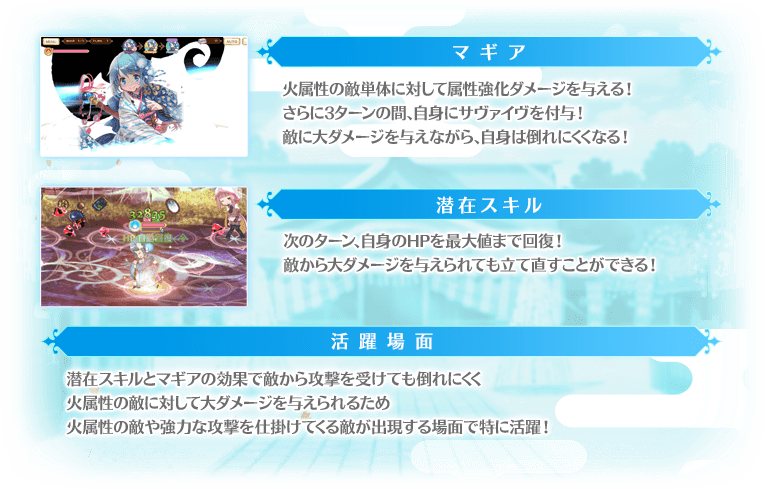 MENU
AUTO
マギア
火属性の敵単体に対して属性強化ダメージを与える！
さらに3ターンの間、自身にサヴァイヴを付与！
敵に大ダメージを与えながら、自身は倒れにくくなる！
32835
潜在スキル
次のターン、自身のHPを最大値まで回復！
敵から大ダメージを与えられても立て直すことができる！
活躍場面
潜在スキルとマギアの効果で敵から攻撃を受けても倒れにくく
火属性の敵に対して大ダメージを与えられるため
火属性の敵や強力な攻撃を仕掛けてくる敵が出現する場面で特に活躍！